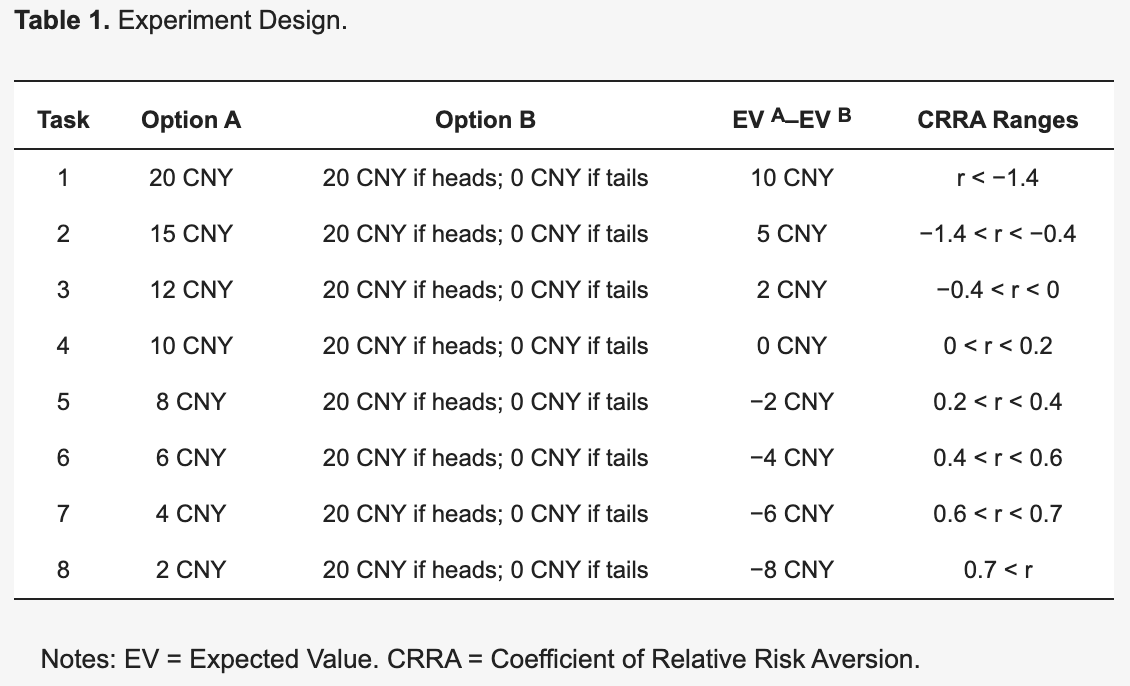 Table 1. Experiment Design.
Task Option A Option B EV A–EV B CRRA Ranges
1 20 CNY 20 CNY if heads; 0 CNY if tails 10 CNY r < −1.4
2 15 CNY 20 CNY if heads; 0 CNY if tails 5 CNY −1.4 < r < −0.4
3 12 CNY 20 CNY if heads; 0 CNY if tails 2 CNY −0.4 < r < 0
4 10 CNY 20 CNY if heads; 0 CNY if tails 0 CNY 0 < r < 0.2
5 8 CNY 20 CNY if heads; 0 CNY if tails −2 CNY 0.2 < r < 0.4
6 6 CNY 20 CNY if heads; 0 CNY if tails −4 CNY 0.4 < r < 0.6
7 4 CNY 20 CNY if heads; 0 CNY if tails −6 CNY 0.6 < r < 0.7
8 2 CNY 20 CNY if heads; 0 CNY if tails −8 CNY 0.7 < r
Notes: EV = Expected Value. CRRA = Coefficient of Relative Risk Aversion.